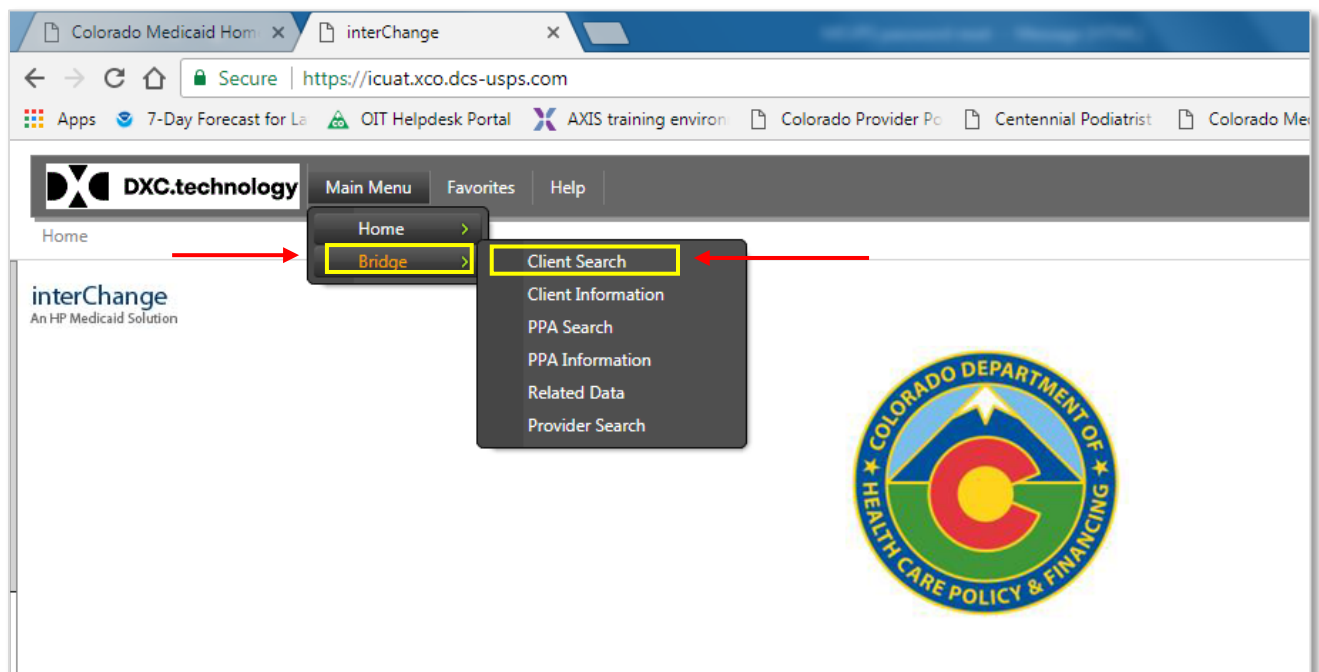 Colorado Medicaid Hom
interChange
Secure | https://icuat.xco.dcs-usps.com
Apps 7-Day Forecast for La OIT Helpdesk Portal AXIS training environ Colorado Provider Po Centennial Podiatrist Colorado Med
DXC.technology Main Menu Favorites Help
Home
Home >
Bridge >
Client Search
Client Information
PPA Search
PPA Information
Related Data
Provider Search
interChange
An HP Medicaid Solution
COLORADO DEPARTMENT OF
HEALTH CARE POLICY & FINANCING